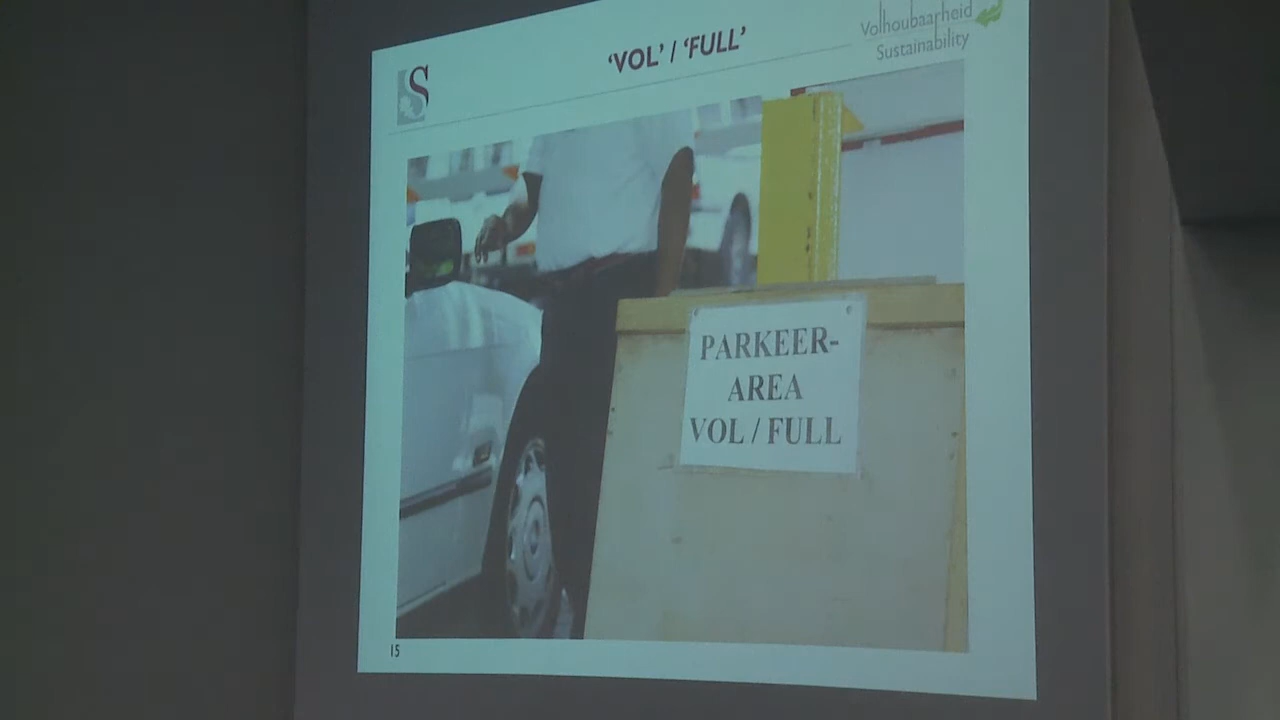 'VOL' / 'FULL'
Volhoubaarheid
Sustainability
S
PARKEER-
AREA
VOL / FULL
15